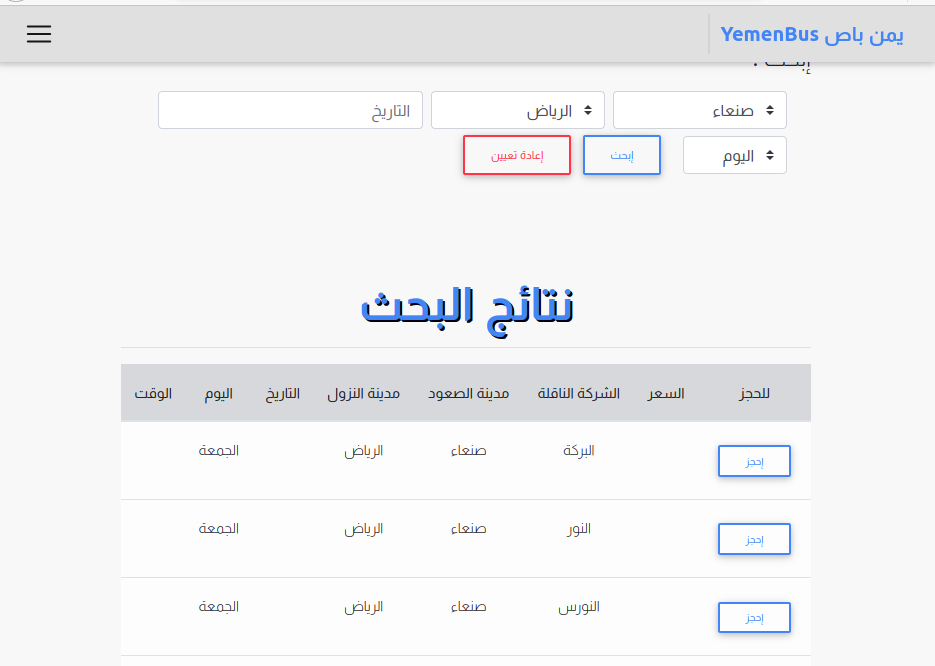 يمن باص YemenBus
إبحث :
صنعاء الرياض التاريخ
اليوم إبحث إعادة تعيين
نتائج البحث
للحجز السعر الشركة الناقلة مدينة الصعود مدينة النزول التاريخ اليوم الوقت
إحجز البركة صنعاء الرياض الجمعة
إحجز النور صنعاء الرياض الجمعة
إحجز النورس صنعاء الرياض الجمعة